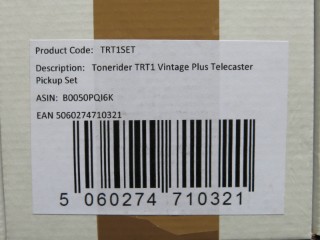 Product Code: TRT1SET
Description: Tonerider TRT1 Vintage Plus Telecaster
Pickup Set
ASIN: B0050PQI6K
EAN 5060274710321
5 060274 710321